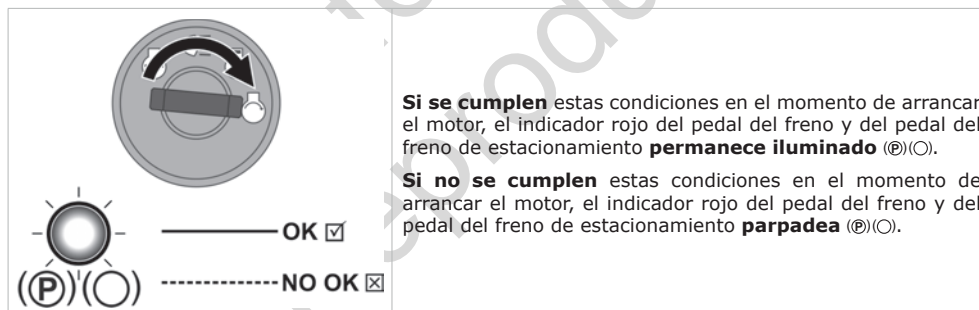 Si se cumplen estas condiciones en el momento de arrancar
el motor, el indicador rojo del pedal del freno y del pedal del
freno de estacionamiento permanece iluminado (Ⓟ)(◯).
Si no se cumplen estas condiciones en el momento de
arrancar el motor, el indicador rojo del pedal del freno y del
pedal del freno de estacionamiento parpadea (Ⓟ)(◯).
OK ☑
NO OK ☒
(Ⓟ)(◯)